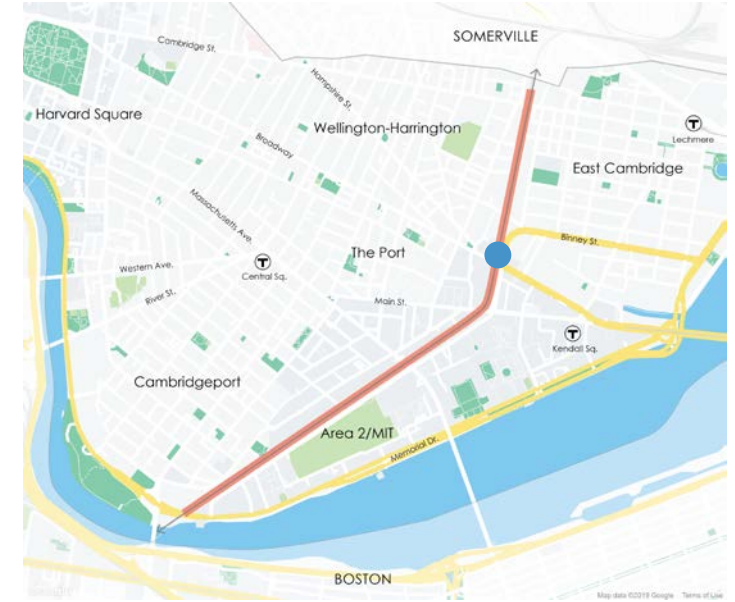 SOMERVILLE
Cambridge St.
Hampshire St.
Harvard Square
Wellington-Harrington
T
Lechmere
Broadway
East Cambridge
Massachusetts Ave.
Binney St.
The Port
Western Ave.
T
Central Sq.
River St.
Main St.
T
Kendall Sq.
Cambridgeport
Area 2/MIT
Memorial Dr.
BOSTON
Map data ©2019 Google Terms of Use